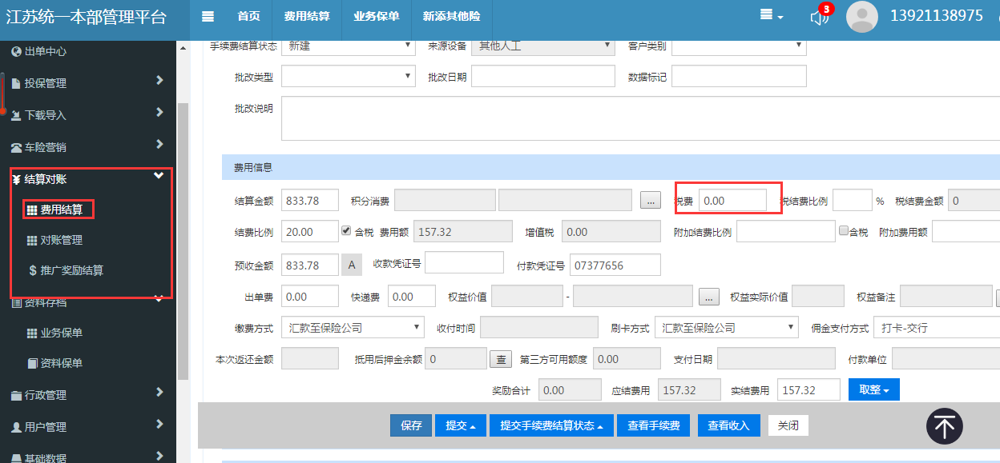 江苏统一本部管理平台 首页 费用结算 业务保单 新添其他险 3 13921138975
出单中心
投保管理
下载导入
车险营销
结算对账
费用结算
对账管理
推广奖励结算
资料存档
业务保单
资料保单
行政管理
用户管理
基础数据
手续费结算状态 新建 来源设备 其他人工 客户类别
批改类型 批改日期 数据标记
批改说明
费用信息
结算金额 833.78 积分消费 ... 税费 0.00 税结费比例 % 税结费金额 0
结费比例 20.00 含税 费用额 157.32 增值税 0.00 附加结费比例 含税 附加费用额
预收金额 833.78 A 收款凭证号 付款凭证号 07377656
出单费 0.00 快递费 0.00 权益价值 - ... 权益实际价值 权益备注
缴费方式 汇款至保险公司 收付时间 刷卡方式 汇款至保险公司 佣金支付方式 打卡-交行
本次返还金额 抵用后押金余额 0 查 第三方可用额度 0.00 支付日期 付款单位
奖励合计 0.00 应结费用 157.32 实结费用 157.32 取整
保存 提交 提交手续费结算状态 查看手续费 查看收入 关闭